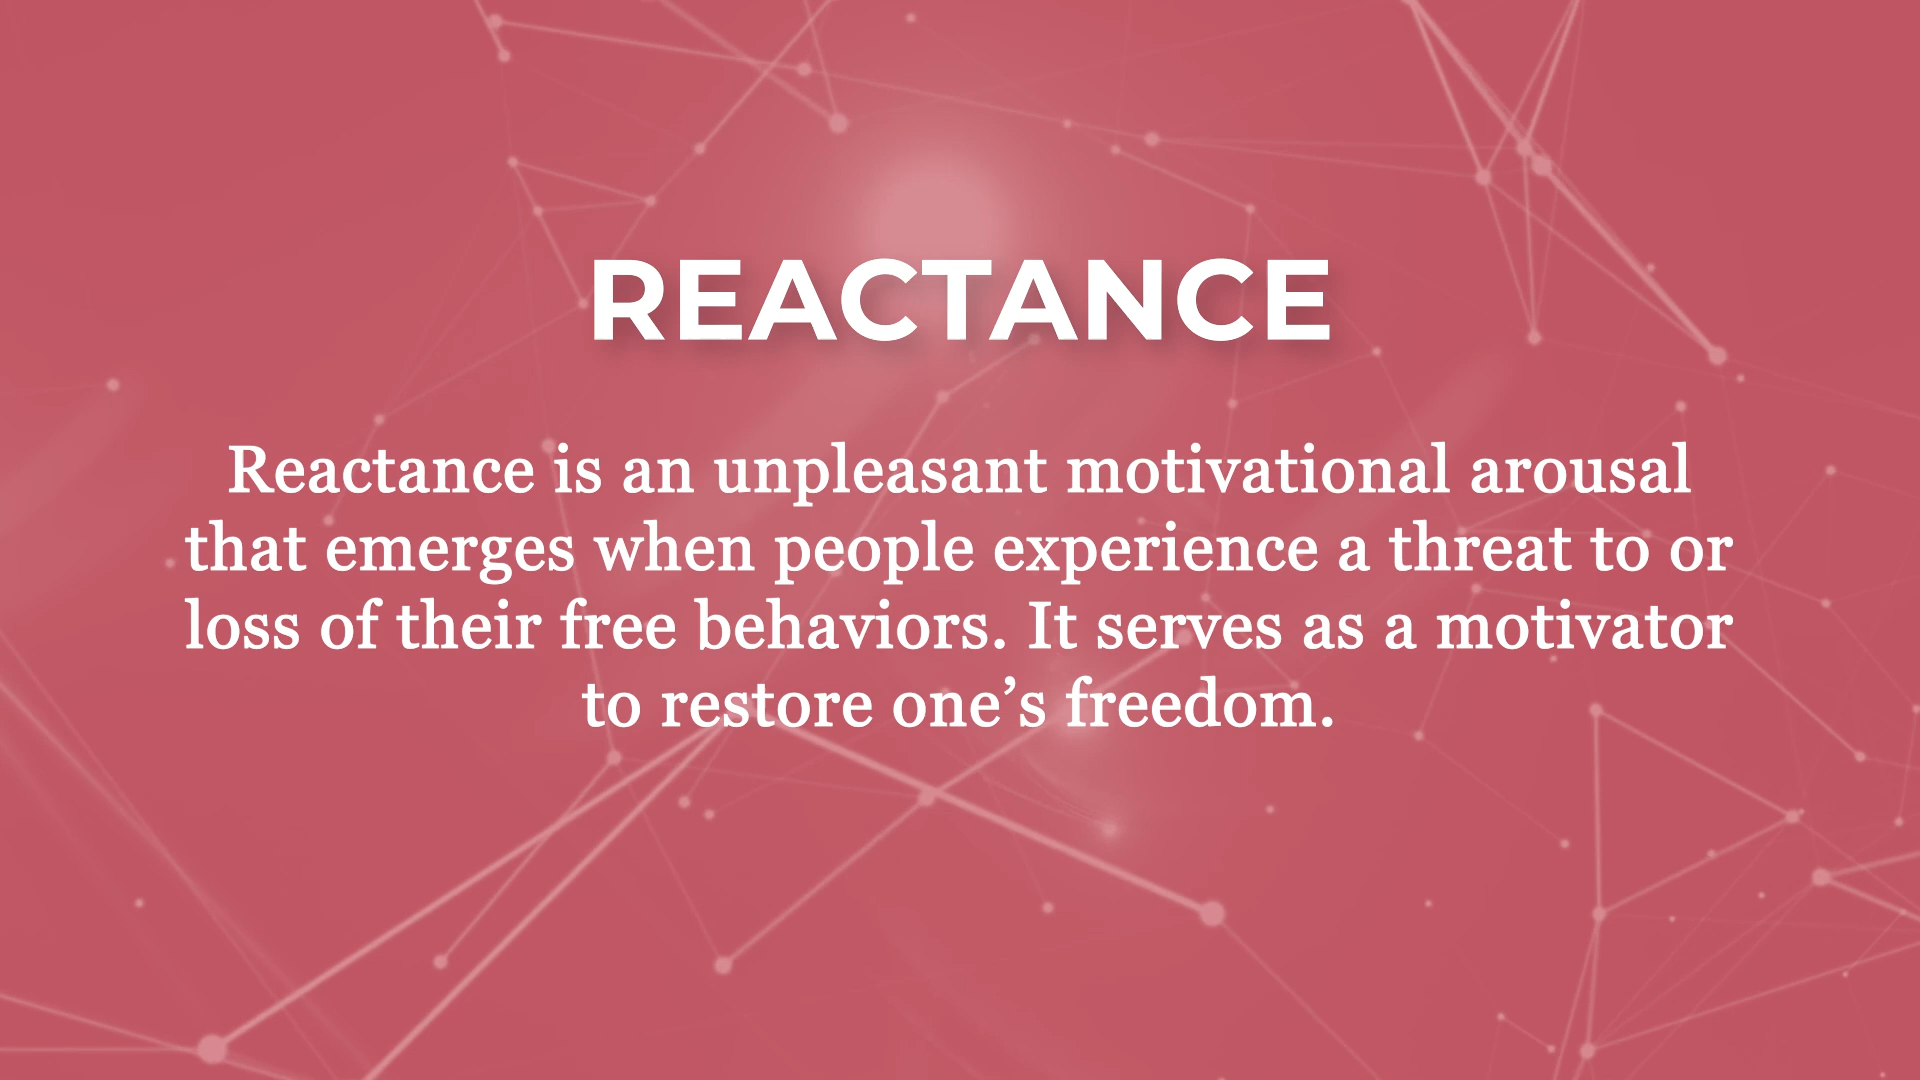 REACTANCE
Reactance is an unpleasant motivational arousal
that emerges when people experience a threat to or
loss of their free behaviors. It serves as a motivator
to restore one’s freedom.